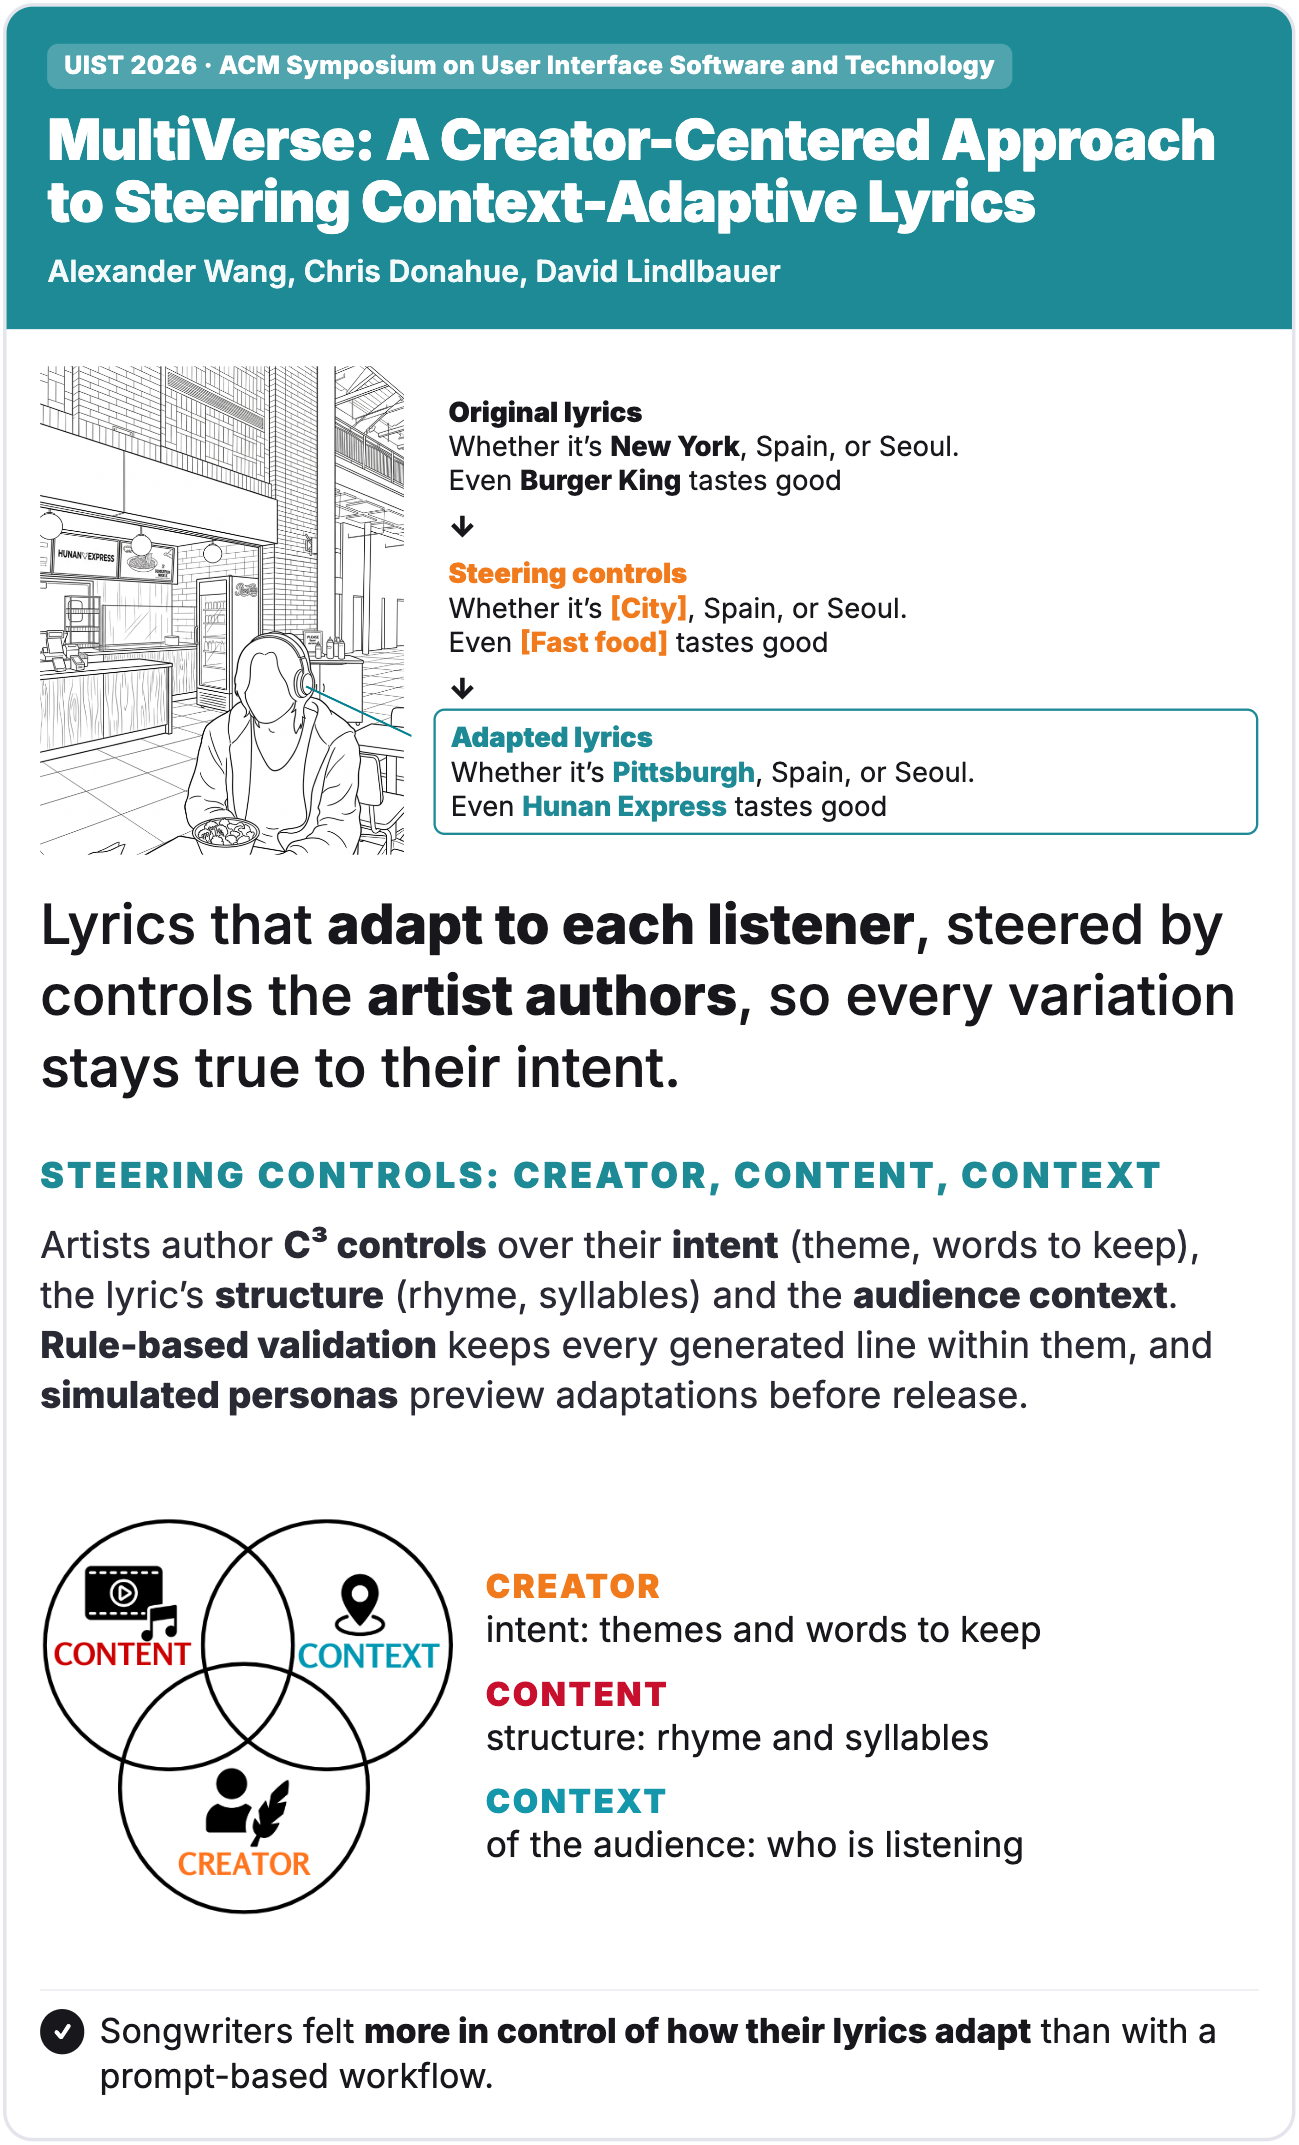 UIST 2026 · ACM Symposium on User Interface Software and Technology
MultiVerse: A Creator-Centered Approach
to Steering Context-Adaptive Lyrics
Alexander Wang, Chris Donahue, David Lindlbauer
HUNAN EXPRESS
PLEASE
Original lyrics
Whether it’s New York, Spain, or Seoul.
Even Burger King tastes good
↓
Steering controls
Whether it’s [City], Spain, or Seoul.
Even [Fast food] tastes good
↓
Adapted lyrics
Whether it’s Pittsburgh, Spain, or Seoul.
Even Hunan Express tastes good
Lyrics that adapt to each listener, steered by
controls the artist authors, so every variation
stays true to their intent.
STEERING CONTROLS: CREATOR, CONTENT, CONTEXT
Artists author C³ controls over their intent (theme, words to keep),
the lyric’s structure (rhyme, syllables) and the audience context.
Rule-based validation keeps every generated line within them, and
simulated personas preview adaptations before release.
CONTENT
CONTEXT
CREATOR
CREATOR
intent: themes and words to keep
CONTENT
structure: rhyme and syllables
CONTEXT
of the audience: who is listening
Songwriters felt more in control of how their lyrics adapt than with a
prompt-based workflow.